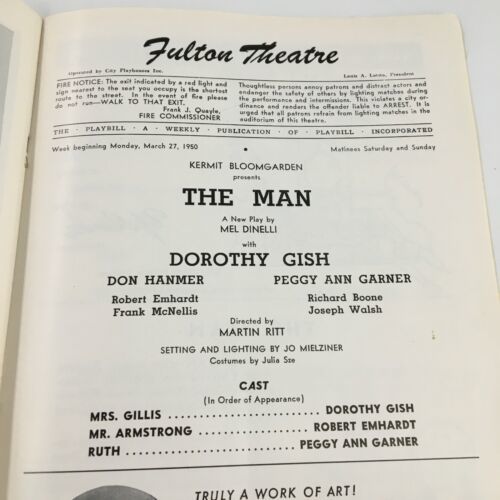 Fulton Theatre
Operated by City Playhouses Inc.
Louis A. Lotito, President
FIRE NOTICE: The exit indicated by a red light and
sign nearest to the seat you occupy is the shortest
route to the street. In the event of fire please
do not run—WALK TO THAT EXIT.
Frank J. Quayle,
FIRE COMMISSIONER
Thoughtless persons annoy patrons and distract actors and
endanger the safety of others by lighting matches during
the performance and intermissions. This violates a city or-
dinance and renders the offender liable to ARREST. It is
urged that all patrons refrain from lighting matches in the
auditorium of this theatre.
THE · PLAYBILL · A · WEEKLY · PUBLICATION · OF · PLAYBILL · INCORPORATED
Week beginning Monday, March 27, 1950 • Matinees Saturday and Sunday
KERMIT BLOOMGARDEN
presents
THE MAN
A New Play by
MEL DINELLI
with
DOROTHY GISH
DON HANMER PEGGY ANN GARNER
Robert Emhardt Richard Boone
Frank McNellis Joseph Walsh
Directed by
MARTIN RITT
SETTING AND LIGHTING BY JO MIELZINER
Costumes by Julia Sze
CAST
(In Order of Appearance)
MRS. GILLIS ........................ DOROTHY GISH
MR. ARMSTRONG .................. ROBERT EMHARDT
RUTH ........................ PEGGY ANN GARNER
TRULY A WORK OF ART!